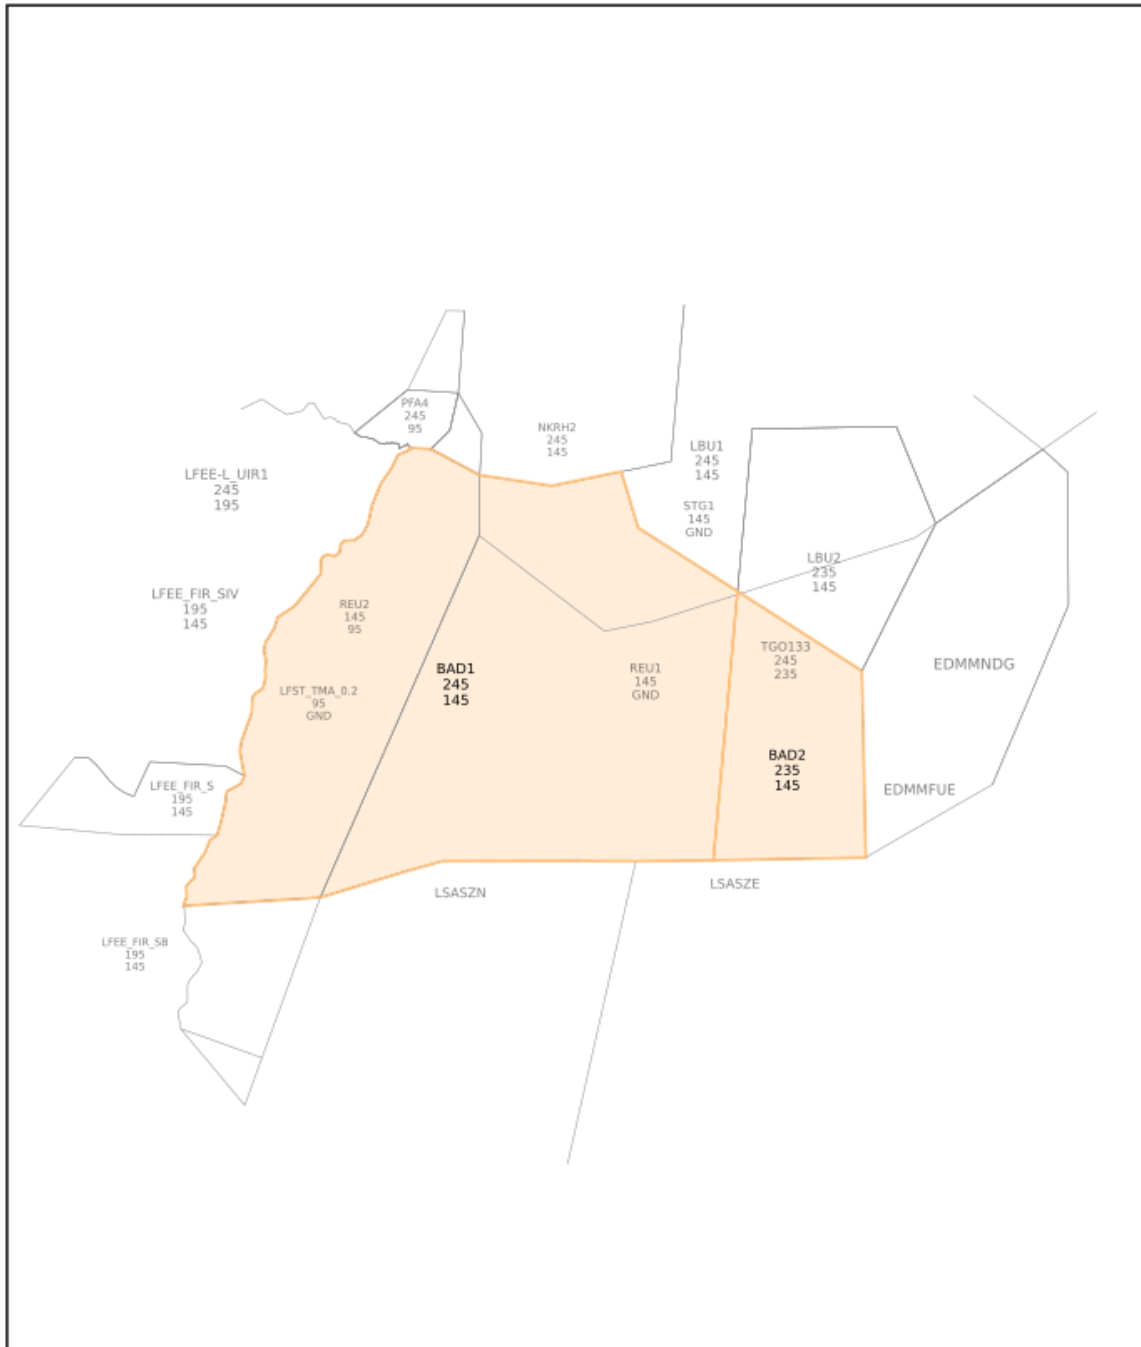 PFA4
245
95
NKRH2
245
145
LBU1
245
145
LFEE-L_UIR1
245
195
STG1
145
GND
LBU2
235
145
LFEE_FIR_SIV
195
145
REU2
145
95
TGO133
245
235
EDMMNDG
BAD1
245
145
REU1
145
GND
LFST_TMA_0.2
95
GND
BAD2
235
145
LFEE_FIR_S
195
145
EDMMFUE
LSASZN
LSASZE
LFEE_FIR_SB
195
145